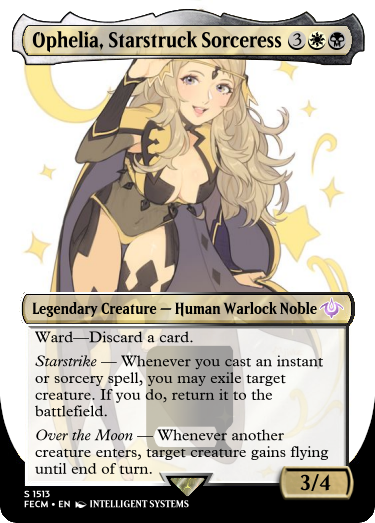 Ophelia, Starstruck Sorceress 3
Legendary Creature — Human Warlock Noble
Ward—Discard a card.
Starstrike — Whenever you cast an instant
or sorcery spell, you may exile target
creature. If you do, return it to the
battlefield.
Over the Moon — Whenever another
creature enters, target creature gains flying
until end of turn.
3/4
S 1513
FECM • EN INTELLIGENT SYSTEMS